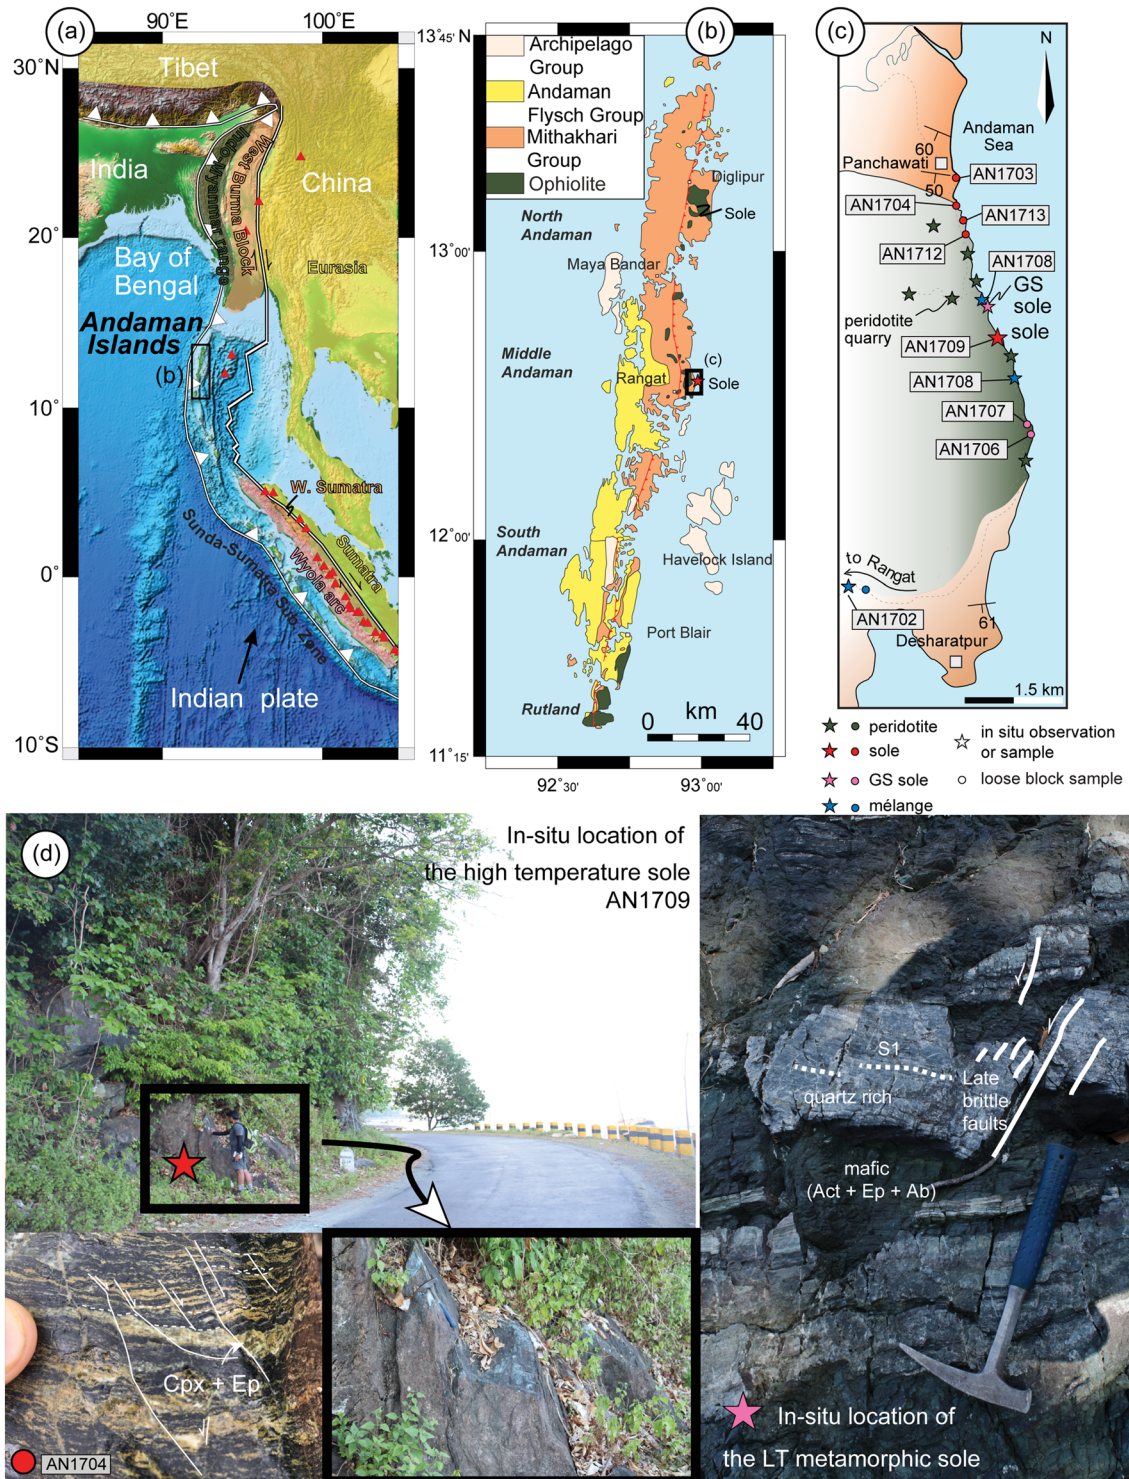 (a)
90°E
100°E
30°N
20°
10°
0°
10°S
Tibet
India
China
West Burma Block
Indo-Myanmar range
Eurasia
Bay of
Bengal
Andaman
Islands
(b)
W. Sumatra
Sumatra
Wyola arc
Sunda-Sumatra Sub. Zone
Indian plate
(b)
13°45' N
Archipelago
Group
Andaman
Flysch Group
Mithakhari
Group
Ophiolite
Diglipur
Sole
North
Andaman
13°00'
Maya Bandar
Middle
Andaman
Rangat
(c)
Sole
South
Andaman
12°00'
Havelock Island
Port Blair
Rutland
km
0 40
11°15'
92°30'
93°00'
(c)
N
Andaman
Sea
60
Panchawati
50
AN1703
AN1704
AN1713
AN1712
AN1708
GS
sole
peridotite
quarry
sole
AN1709
AN1708
AN1707
AN1706
to Rangat
AN1702
61
Desharatpur
1.5 km
peridotite
sole
GS sole
mélange
in situ observation
or sample
loose block sample
(d)
In-situ location of
the high temperature sole
AN1709
S1
quartz rich
Late
brittle
faults
mafic
(Act + Ep + Ab)
Cpx + Ep
AN1704
In-situ location of
the LT metamorphic sole